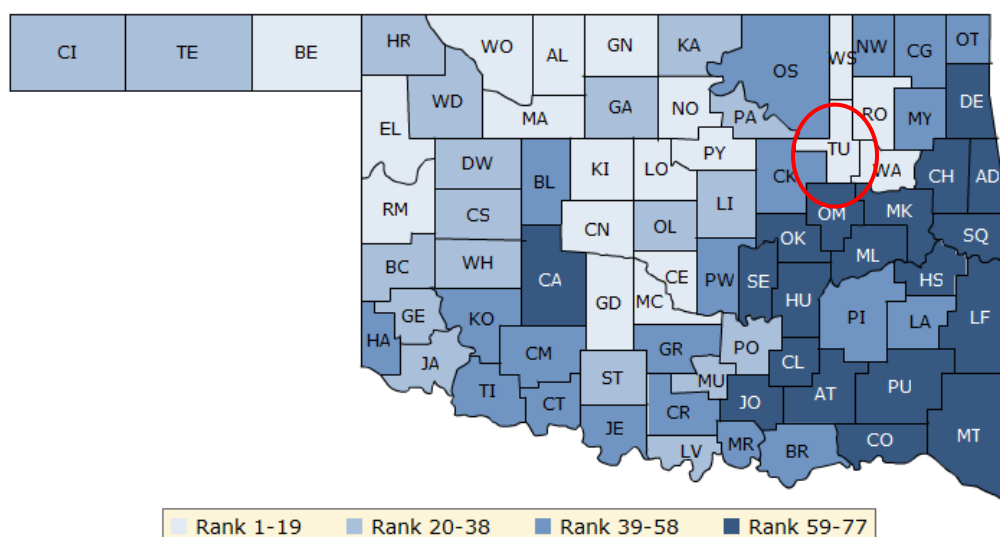 CI TE BE HR WO AL GN KA OS WS NW CG OT
EL WD MA GA NO PA TU RO MY DE
DW BL KI LO PY CK WA CH AD
RM CS CN OL LI OM MK SQ
BC WH CA CE PW SE OK ML HS
HA GE KO GD MC HU PI LA LF
JA CM GR PO CL
TI CT ST MU JO AT PU
JE CR MR BR CO MT
LV
Rank 1-19 Rank 20-38 Rank 39-58 Rank 59-77